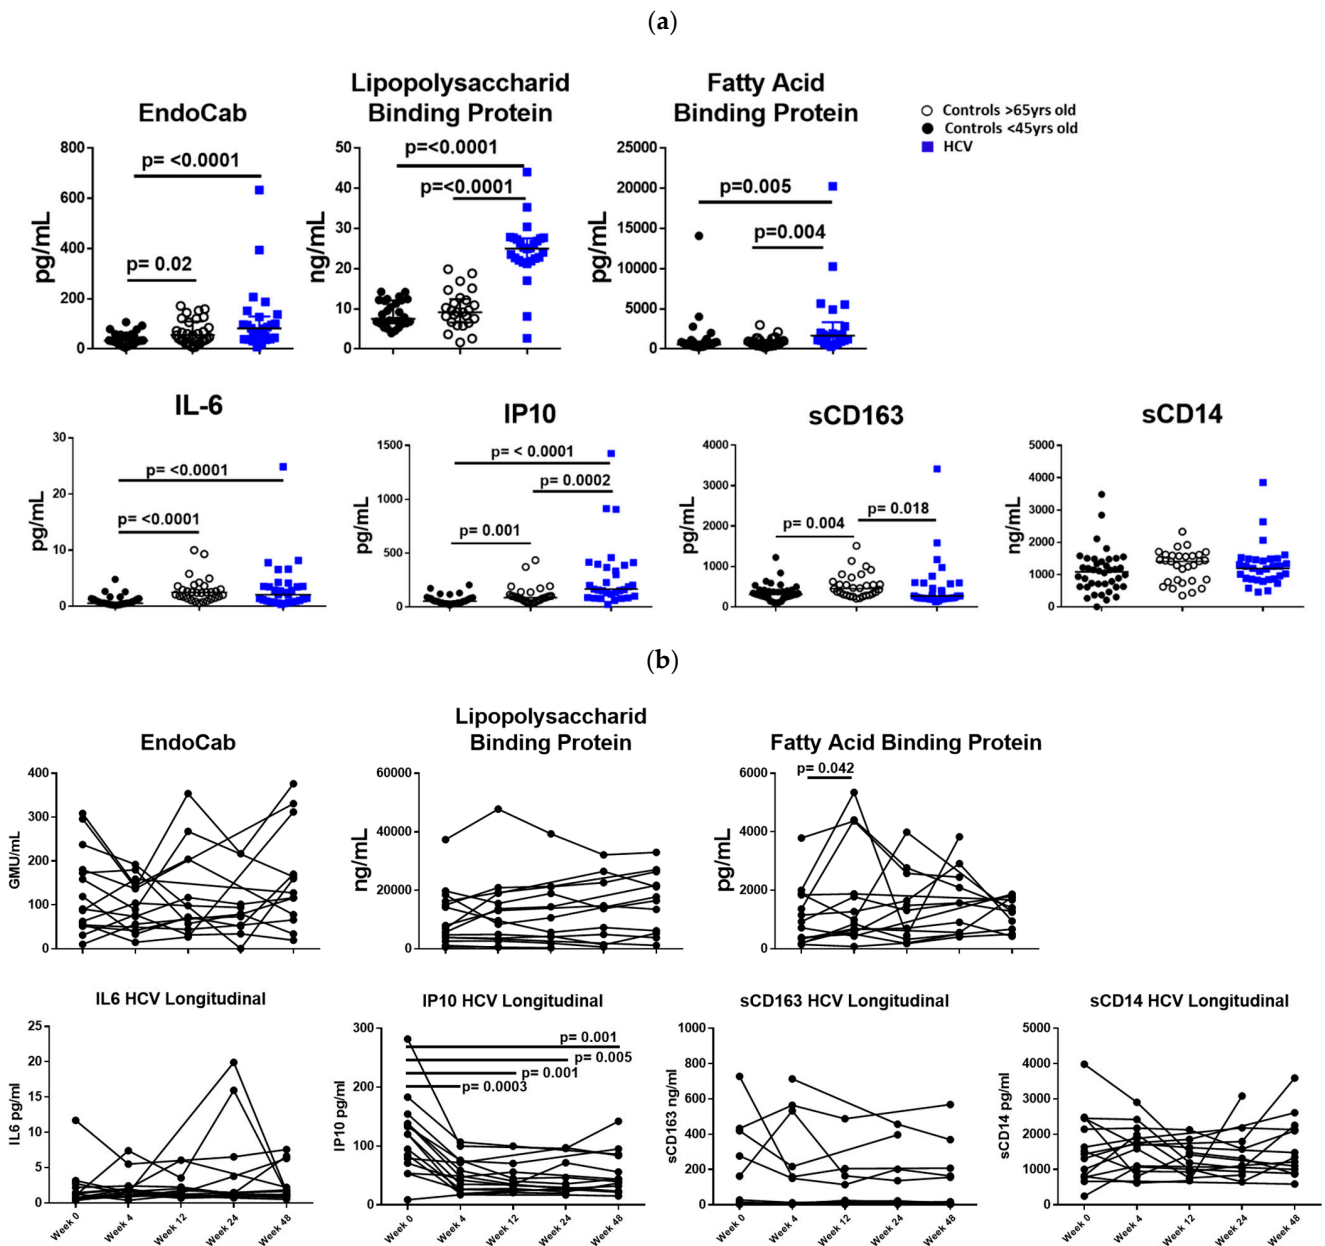 (a)
EndoCab
Lipopolysaccharid
Binding Protein
Fatty Acid
Binding Protein
Controls >65yrs old
Controls <45yrs old
HCV
pg/mL
800
600
400
200
0
p= <0.0001
p= 0.02
ng/mL
50
40
30
20
10
0
p= <0.0001
p=<0.0001
pg/mL
25000
20000
15000
10000
5000
0
p=0.005
p=0.004
IL-6
IP10
sCD163
sCD14
pg/mL
30
20
10
0
p= <0.0001
p= <0.0001
pg/mL
1500
1000
500
0
p= < 0.0001
p= 0.0002
p= 0.001
pg/mL
4000
3000
2000
1000
0
p= 0.004
p= 0.018
ng/mL
5000
4000
3000
2000
1000
0
(b)
EndoCab
Lipopolysaccharid
Binding Protein
Fatty Acid Binding Protein
GMU/mL
400
300
200
100
0
ng/mL
60000
40000
20000
0
pg/mL
6000
4000
2000
0
p= 0.042
IL6 HCV Longitudinal
IP10 HCV Longitudinal
sCD163 HCV Longitudinal
sCD14 HCV Longitudinal
IL6 pg/ml
25
20
15
10
5
0
Week 0
Week 4
Week 12
Week 24
Week 48
IP10 pg/ml
300
200
100
0
p= 0.001
p= 0.005
p= 0.001
p= 0.0003
Week 0
Week 4
Week 12
Week 24
Week 48
sCD163 ng/ml
1000
800
600
400
200
0
Week 0
Week 4
Week 12
Week 24
Week 48
sCD14 pg/ml
5000
4000
3000
2000
1000
0
Week 0
Week 4
Week 12
Week 24
Week 48